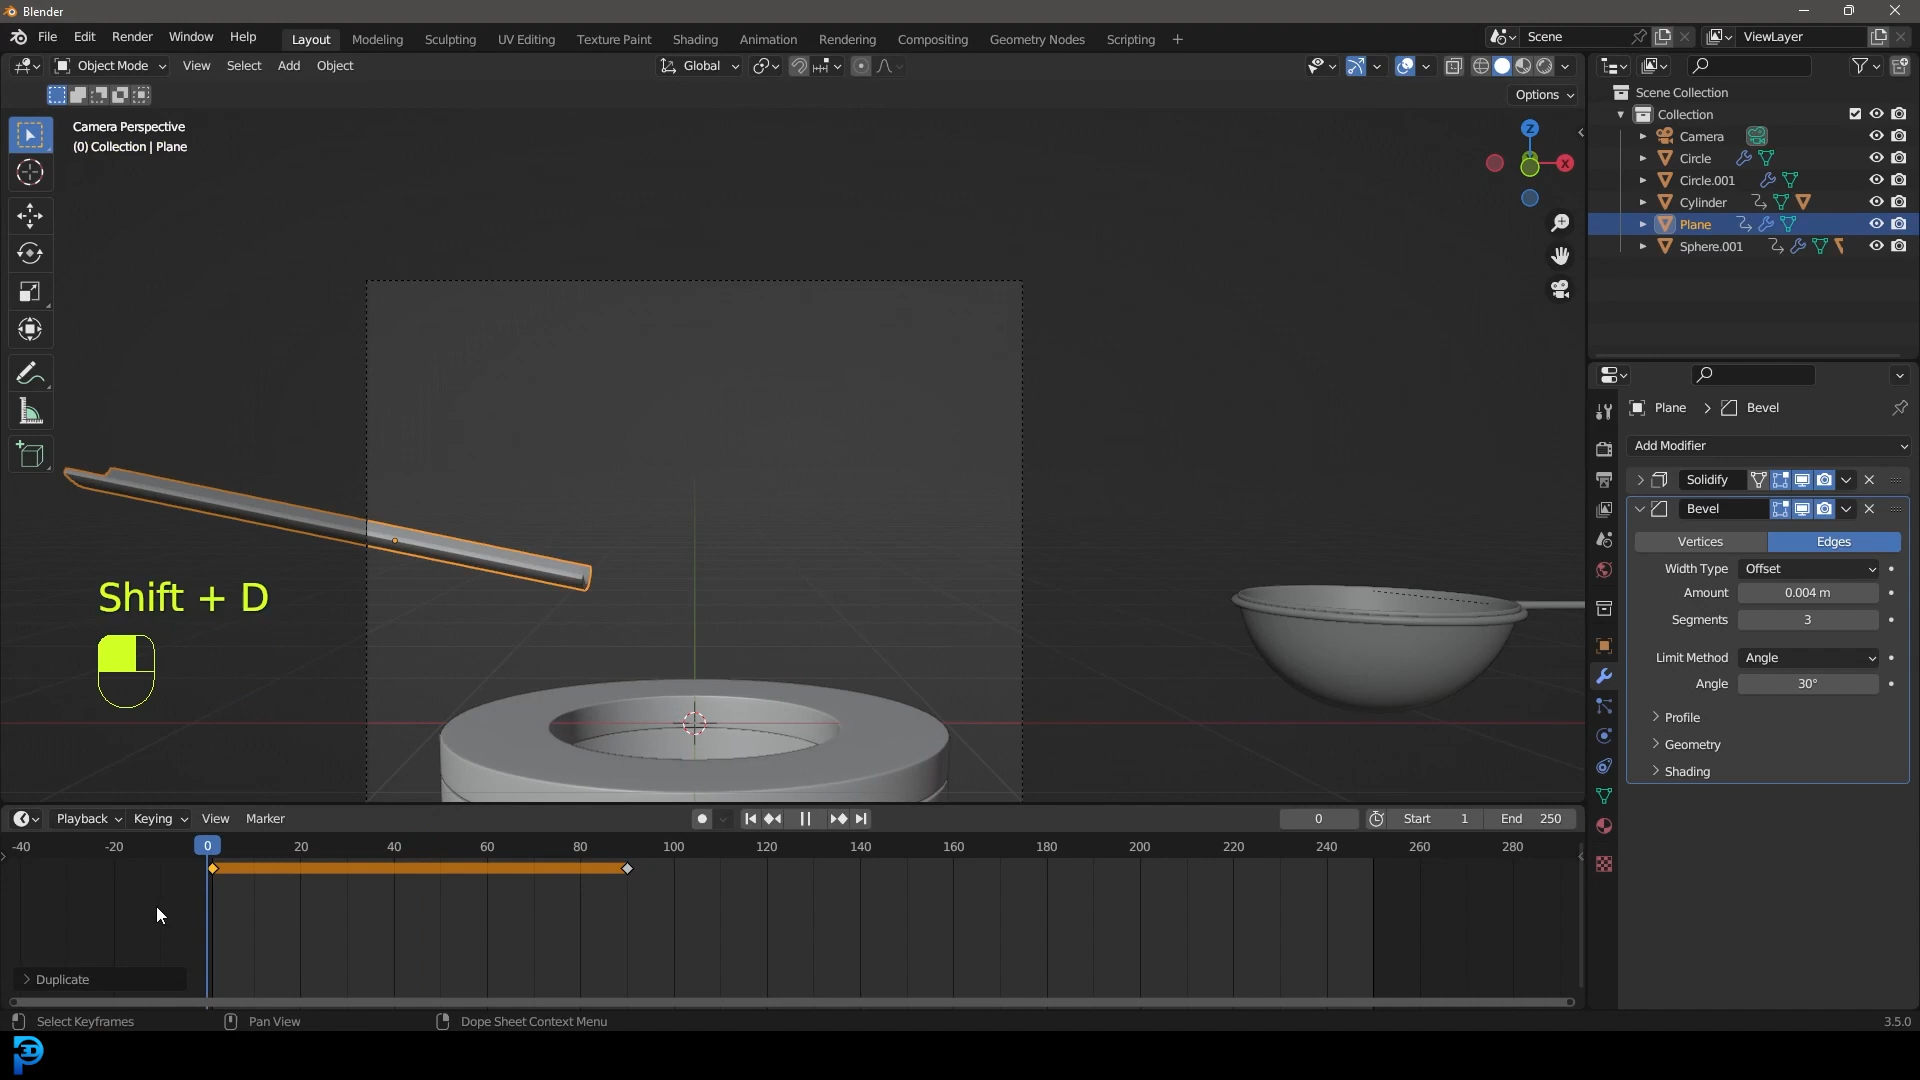 Blender
File Edit Render Window Help Layout Modeling Sculpting UV Editing Texture Paint Shading Animation Rendering Compositing Geometry Nodes Scripting + Scene ViewLayer
Object Mode View Select Add Object Global
Options
Camera Perspective
(0) Collection | Plane
Z
X
Scene Collection
Collection
Camera
Circle
Circle.001
Cylinder
Plane
Sphere.001
Plane > Bevel
Add Modifier
Solidify
Bevel
Vertices Edges
Width Type Offset
Amount 0.004 m
Segments 3
Limit Method Angle
Angle 30°
Profile
Geometry
Shading
Shift + D
Playback Keying View Marker 0 Start 1 End 250
-40 -20 0 20 40 60 80 100 120 140 160 180 200 220 240 260 280
Duplicate
Select Keyframes Pan View Dope Sheet Context Menu 3.5.0
3D